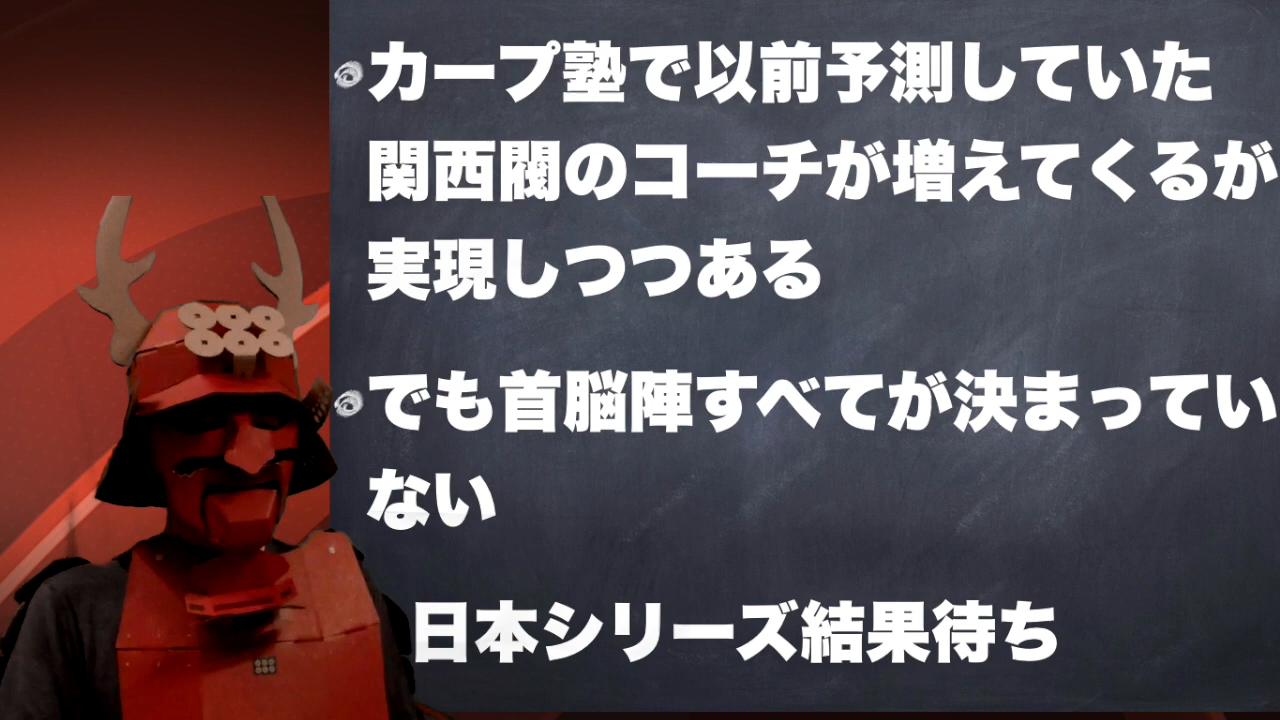 カープ塾で以前予測していた
関西閥のコーチが増えてくるが
実現しつつある
でも首脳陣すべてが決まってい
ない
日本シリーズ結果待ち